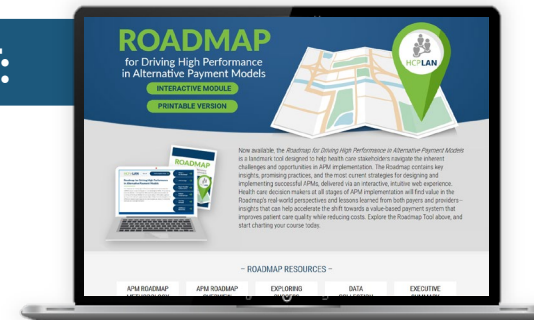 ROADMAP
for Driving High Performance
in Alternative Payment Models
INTERACTIVE MODULE
PRINTABLE VERSION
HCPLAN
ROADMAP
Now available, the Roadmap for Driving High Performance in Alternative Payment Models
is a landmark tool designed to help health care stakeholders navigate the inherent
challenges and opportunities in APM implementation. The Roadmap contains key
insights, promising practices, and the most current strategies for designing and
implementing successful APMs, delivered via an interactive, intuitive web experience.
Health care decision makers at all stages of APM implementation will find value in the
Roadmap's real-world perspectives and lessons learned from both payers and providers–
insights that can help accelerate the shift towards a value-based payment system that
improves patient care quality while reducing costs. Explore the Roadmap Tool above, and
start charting your course today.
– ROADMAP RESOURCES –
APM ROADMAP APM ROADMAP EXPLORING DATA EXECUTIVE